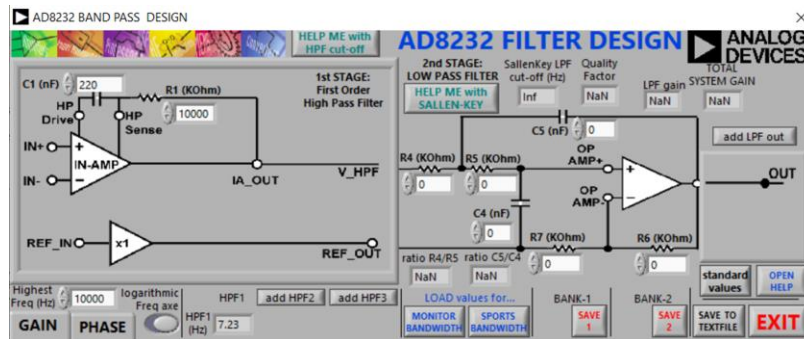 AD8232 BAND PASS DESIGN
HELP ME with
HPF cut-off
AD8232 FILTER DESIGN
ANALOG
DEVICES
C1 (nF)
220
R1 (KOhm)
10000
1st STAGE:
First Order
High Pass Filter
HP
Drive
HP
Sense
IN+
IN-
+
-
IN-AMP
IA_OUT
V_HPF
REF_IN
x1
REF_OUT
2nd STAGE:
LOW PASS FILTER
HELP ME with
SALLEN-KEY
SallenKey LPF
cut-off (Hz)
Inf
Quality
Factor
NaN
LPF gain
NaN
TOTAL
SYSTEM GAIN
NaN
add LPF out
C5 (nF)
0
R4 (KOhm)
0
R5 (KOhm)
0
OP
AMP+
OP
AMP-
+
-
OUT
C4 (nF)
0
R7 (KOhm)
0
R6 (KOhm)
0
ratio R4/R5
NaN
ratio C5/C4
NaN
standard
values
OPEN
HELP
Highest
Freq (Hz)
10000
logarithmic
Freq axe
HPF1
add HPF2
add HPF3
GAIN
PHASE
HPF1
(Hz)
7.23
LOAD values for...
MONITOR
BANDWIDTH
SPORTS
BANDWIDTH
BANK-1
SAVE
1
BANK-2
SAVE
2
SAVE TO
TEXTFILE
EXIT